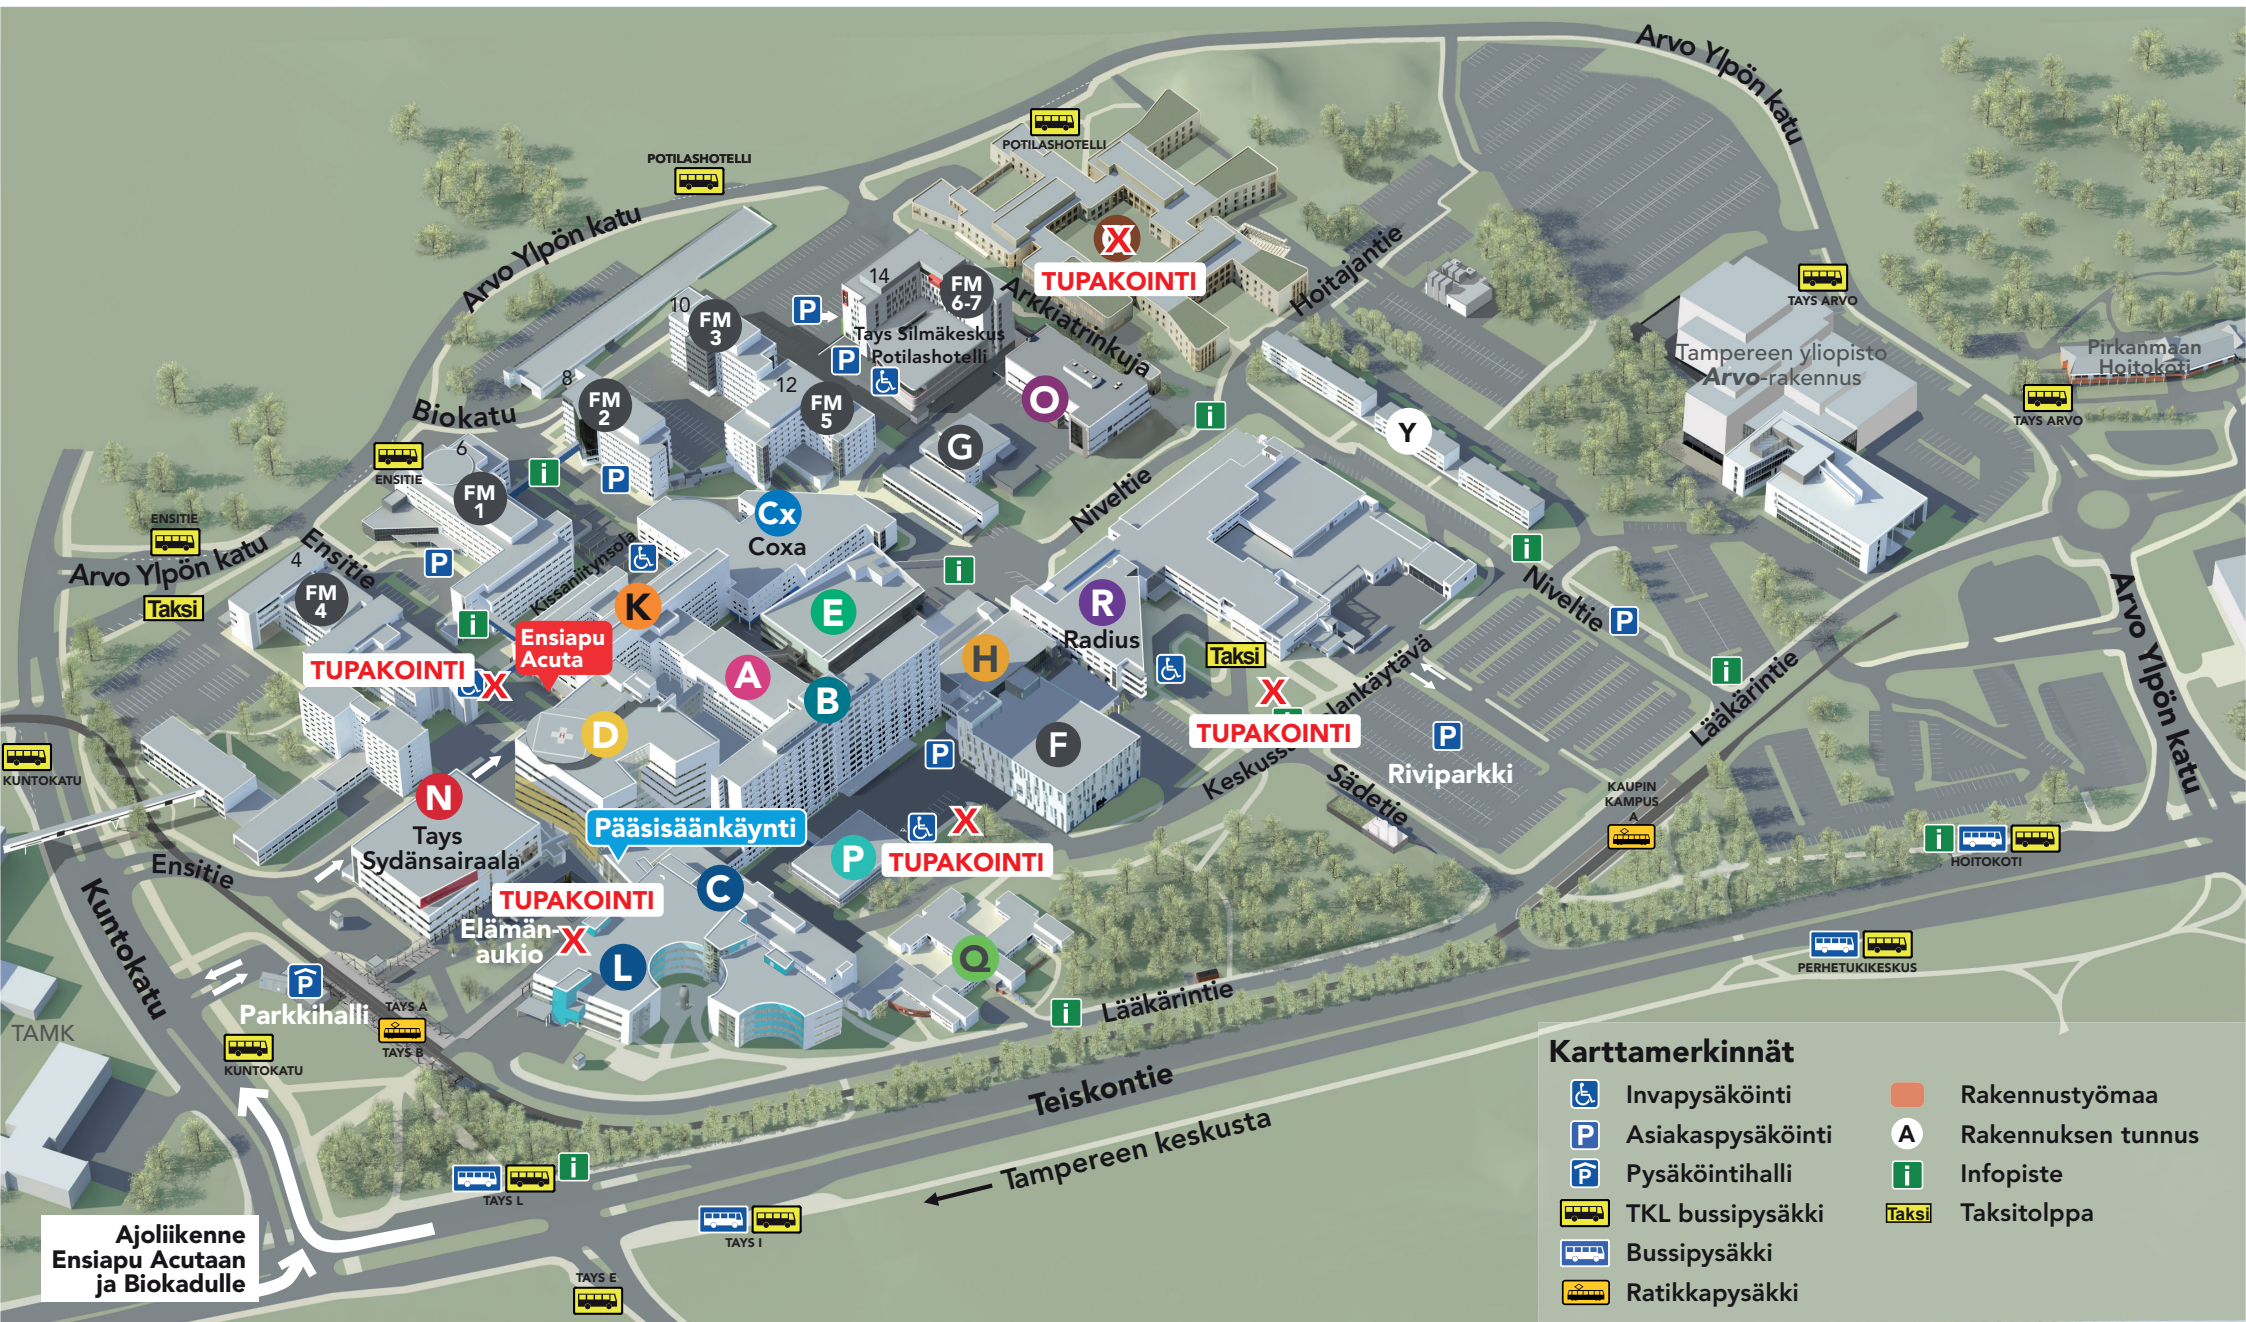 Arvo Ylpön katu
POTILASHOTELLI
POTILASHOTELLI
Arvo Ylpön katu
X
TUPAKOINTI
Hoitajantie
TAYS ARVO
14
FM
6-7
Arkkiatrinkuja
10
FM
3
P
Tays Silmäkeskus
Potilashotelli
P
12
FM
5
8
FM
2
O
Tampereen yliopisto
Arvo-rakennus
Pirkanmaan
Hoitokoti
TAYS ARVO
Biokatu
i
Y
G
6
ENSITIE
i
P
FM
1
Niveltie
Cx
Coxa
ENSITIE
Arvo Ylpön katu
Ensitie
4
P
Kissanliitynsola
i
i
Niveltie
P
Taksi
FM
4
i
K
E
R
Radius
Ensiapu
Acuta
Taksi
H
A
B
TUPAKOINTI
X
X
TUPAKOINTI
i
Lääkärintie
Arvo Ylpön katu
D
F
P
P
Riviparkki
Sädetie
KUNTOKATU
N
Tays
Sydänsairaala
Pääsisäänkäynti
X
TUPAKOINTI
P
KAUPIN
KAMPUS
A
i
HOITOKOTI
Ensitie
Kuntokatu
TUPAKOINTI
X
Elämän-
aukio
C
L
Q
PERHETUKIKESKUS
P
Parkkihalli
TAYS A
TAYS B
TAMK
KUNTOKATU
i
Lääkärintie
Teiskontie
Tampereen keskusta
TAYS L
i
TAYS I
TAYS E
Ajoliikenne
Ensiapu Acutaan
ja Biokadulle
Karttamerkinnät
Invapysäköinti
P Asiakaspysäköinti
P Pysäköintihalli
TKL bussipysäkki
Bussipysäkki
Ratikkapysäkki
Rakennustyömaa
A Rakennuksen tunnus
i Infopiste
Taksi Taksitolppa